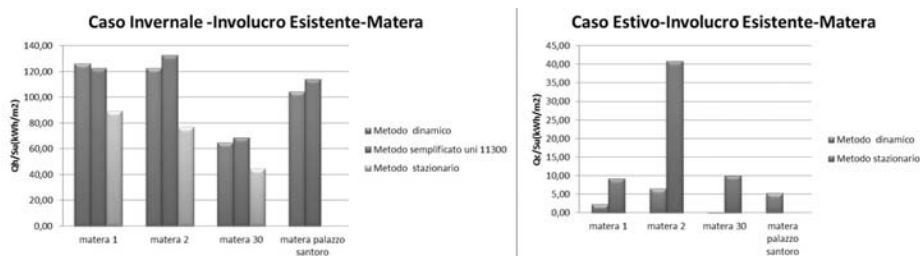 Caso Invernale -Involucro Esistente-Matera
Qh/Su(kWh/m2)
140,00
120,00
100,00
80,00
60,00
40,00
20,00
0,00
matera 1
matera 2
matera 30
matera palazzo
santoro
Metodo dinamico
Metodo semplificato uni 11300
Metodo stazionario
Caso Estivo-Involucro Esistente-Matera
Qc/Su(kWh/m2)
45,00
40,00
35,00
30,00
25,00
20,00
15,00
10,00
5,00
0,00
matera 1
matera 2
matera 30
matera
palazzo
santoro
Metodo dinamico
Metodo stazionario